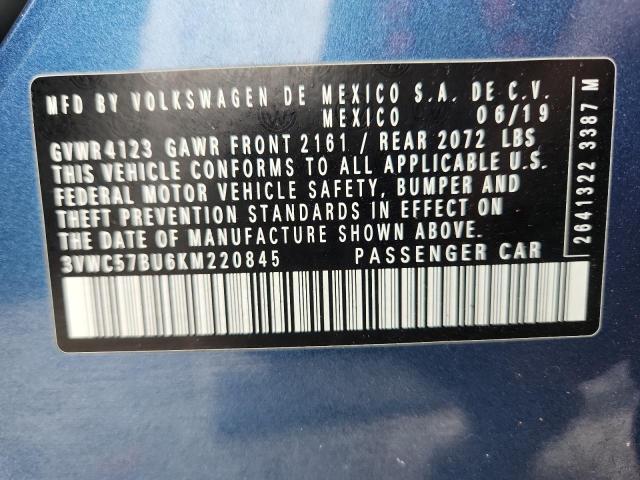 MFD BY VOLKSWAGEN DE MEXICO S.A. DE C.V.
MEXICO 06/19
GVWR4123 GAWR FRONT 2161 / REAR 2072 LBS
THIS VEHICLE CONFORMS TO ALL APPLICABLE U.S.
FEDERAL MOTOR VEHICLE SAFETY, BUMPER AND
THEFT PREVENTION STANDARDS IN EFFECT ON
THE DATE OF MANUFACTURE SHOWN ABOVE.
3VWC57BU6KM220845 PASSENGER CAR
2641322 3387 M